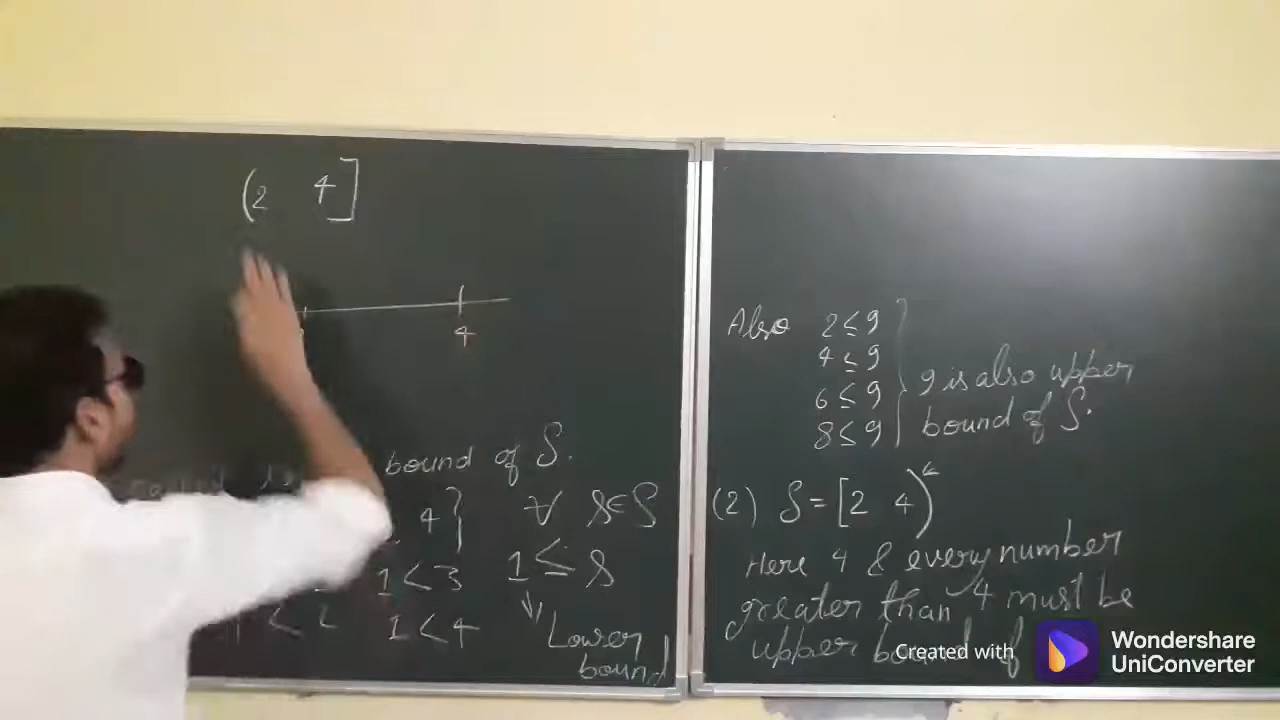 (2 4]
4
bound of S.
4} ∀ s∈S
1<3 1≤s
1<4 Lower
bound
Also 2≤9
4≤9
6≤9
8≤9
9 is also upper
bound of S.
(2) S=[2 4)
Here 4 & every number
greater than 4 must be
upper bound of
Created with
Wondershare
UniConverter